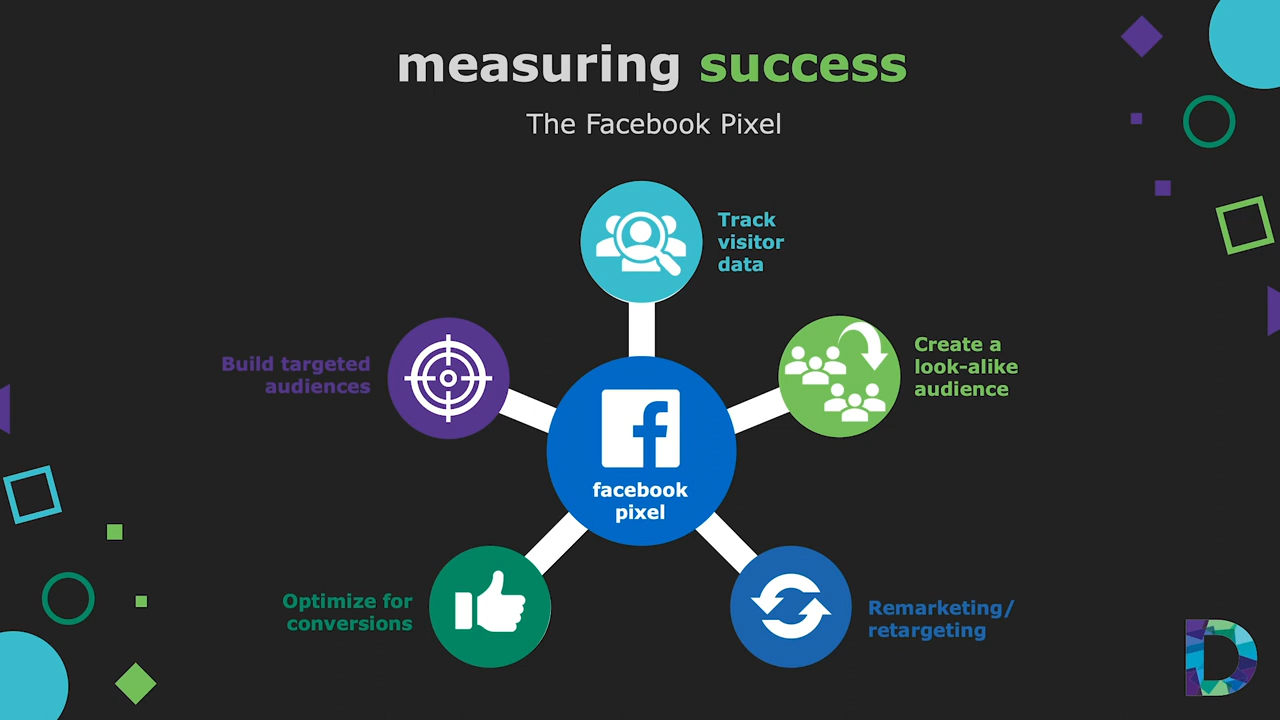 measuring success
The Facebook Pixel
Track
visitor
data
Create a
look-alike
audience
Build targeted
audiences
facebook
pixel
Optimize for
conversions
Remarketing/
retargeting
D